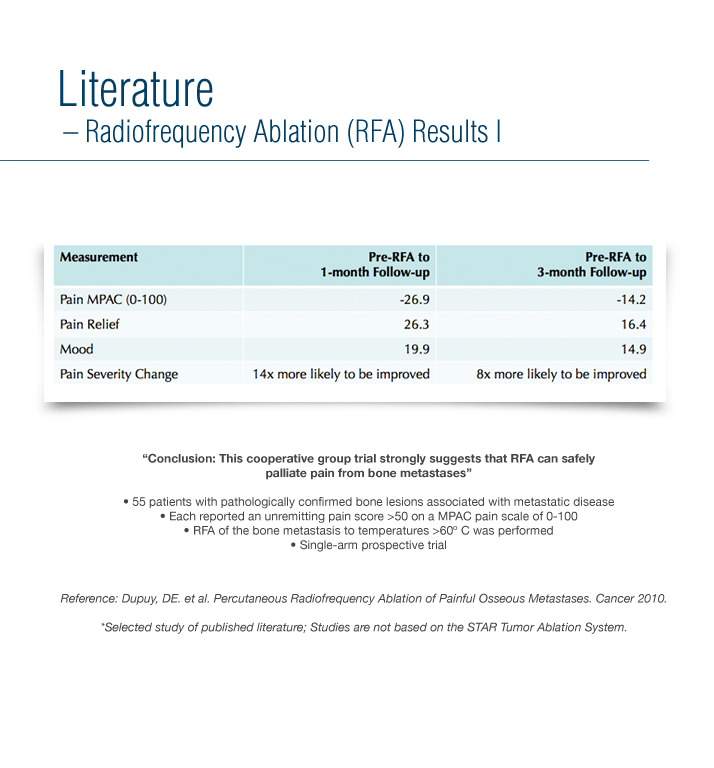 Literature
– Radiofrequency Ablation (RFA) Results I
Measurement Pre-RFA to 1-month Follow-up Pre-RFA to 3-month Follow-up
Pain MPAC (0-100) -26.9 -14.2
Pain Relief 26.3 16.4
Mood 19.9 14.9
Pain Severity Change 14x more likely to be improved 8x more likely to be improved
“Conclusion: This cooperative group trial strongly suggests that RFA can safely
palliate pain from bone metastases”
• 55 patients with pathologically confirmed bone lesions associated with metastatic disease
• Each reported an unremitting pain score >50 on a MPAC pain scale of 0-100
• RFA of the bone metastasis to temperatures >60º C was performed
• Single-arm prospective trial
Reference: Dupuy, DE. et al. Percutaneous Radiofrequency Ablation of Painful Osseous Metastases. Cancer 2010.
*Selected study of published literature; Studies are not based on the STAR Tumor Ablation System.